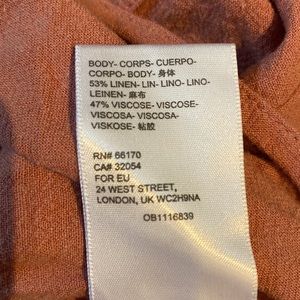 BODY- CORPS- CUERPO-
CORPO- BODY- 身体
53% LINEN- LIN- LINO- LINO-
LEINEN- 麻布
47% VISCOSE- VISCOSE-
VISCOSA- VISCOSA-
VISKOSE- 粘胶
RN# 66170
CA# 32054
FOR EU
24 WEST STREET,
LONDON, UK WC2H9NA
OB1116839